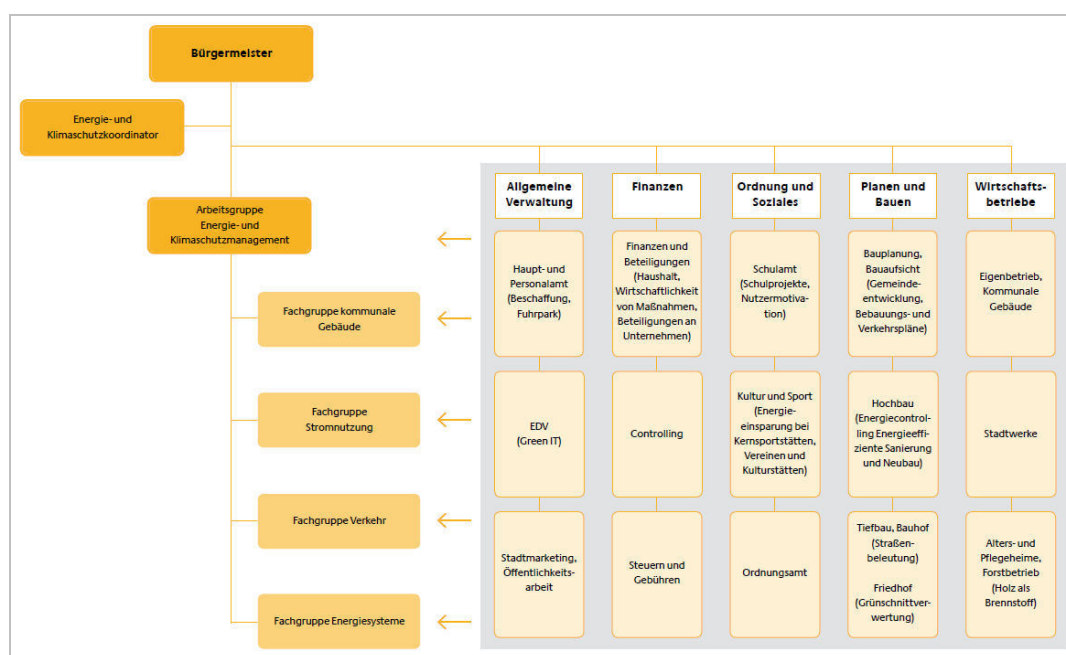 Bürgermeister
Energie- und
Klimaschutzkoordinator
Arbeitsgruppe
Energie- und
Klimaschutzmanagement
Fachgruppe kommunale
Gebäude
Fachgruppe
Stromnutzung
Fachgruppe Verkehr
Fachgruppe Energiesysteme
Allgemeine
Verwaltung
Haupt- und
Personalamt
(Beschaffung,
Fuhrpark)
EDV
(Green IT)
Stadtmarketing,
Öffentlichkeits-
arbeit
Finanzen
Finanzen und
Beteiligungen
(Haushalt,
Wirtschaftlichkeit
von Maßnahmen,
Beteiligungen an
Unternehmen)
Controlling
Steuern und
Gebühren
Ordnung und
Soziales
Schulamt
(Schulprojekte,
Nutzermotiva-
tion)
Kultur und Sport
(Energie-
einsparung bei
Kernsportstätten,
Vereinen und
Kulturstätten)
Ordnungsamt
Planen und
Bauen
Bauplanung,
Bauaufsicht
(Gemeinde-
entwicklung,
Bebauungs- und
Verkehrspläne)
Hochbau
(Energiecontrol-
ling Energieeffi-
ziente Sanierung
und Neubau)
Tiefbau, Bauhof
(Straßen-
beleutung)
Friedhof
(Grünschnittver-
wertung)
Wirtschafts-
betriebe
Eigenbetrieb,
Kommunale
Gebäude
Stadtwerke
Alters- und
Pflegeheime,
Forstbetrieb
(Holz als
Brennstoff)